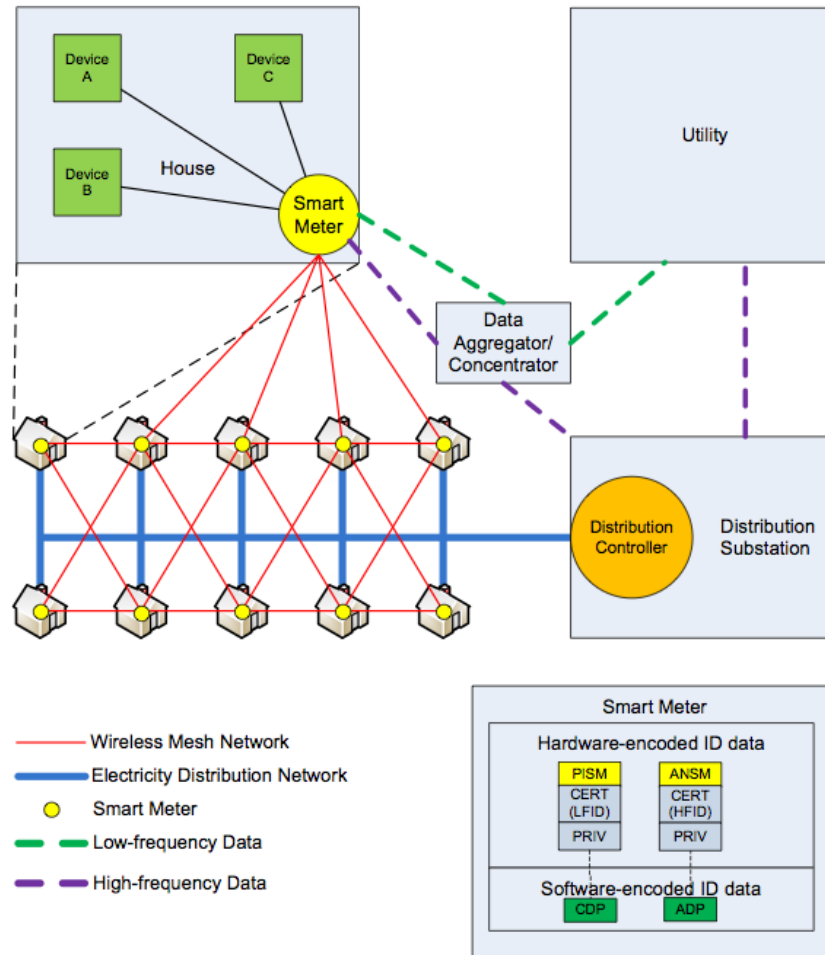 Device
A
Device
C
Device
B
House
Smart
Meter
Utility
Data
Aggregator/
Concentrator
Distribution
Controller
Distribution
Substation
Wireless Mesh Network
Electricity Distribution Network
Smart Meter
Low-frequency Data
High-frequency Data
Smart Meter
Hardware-encoded ID data
PISM
CERT
(LFID)
PRIV
ANSM
CERT
(HFID)
PRIV
Software-encoded ID data
CDP
ADP